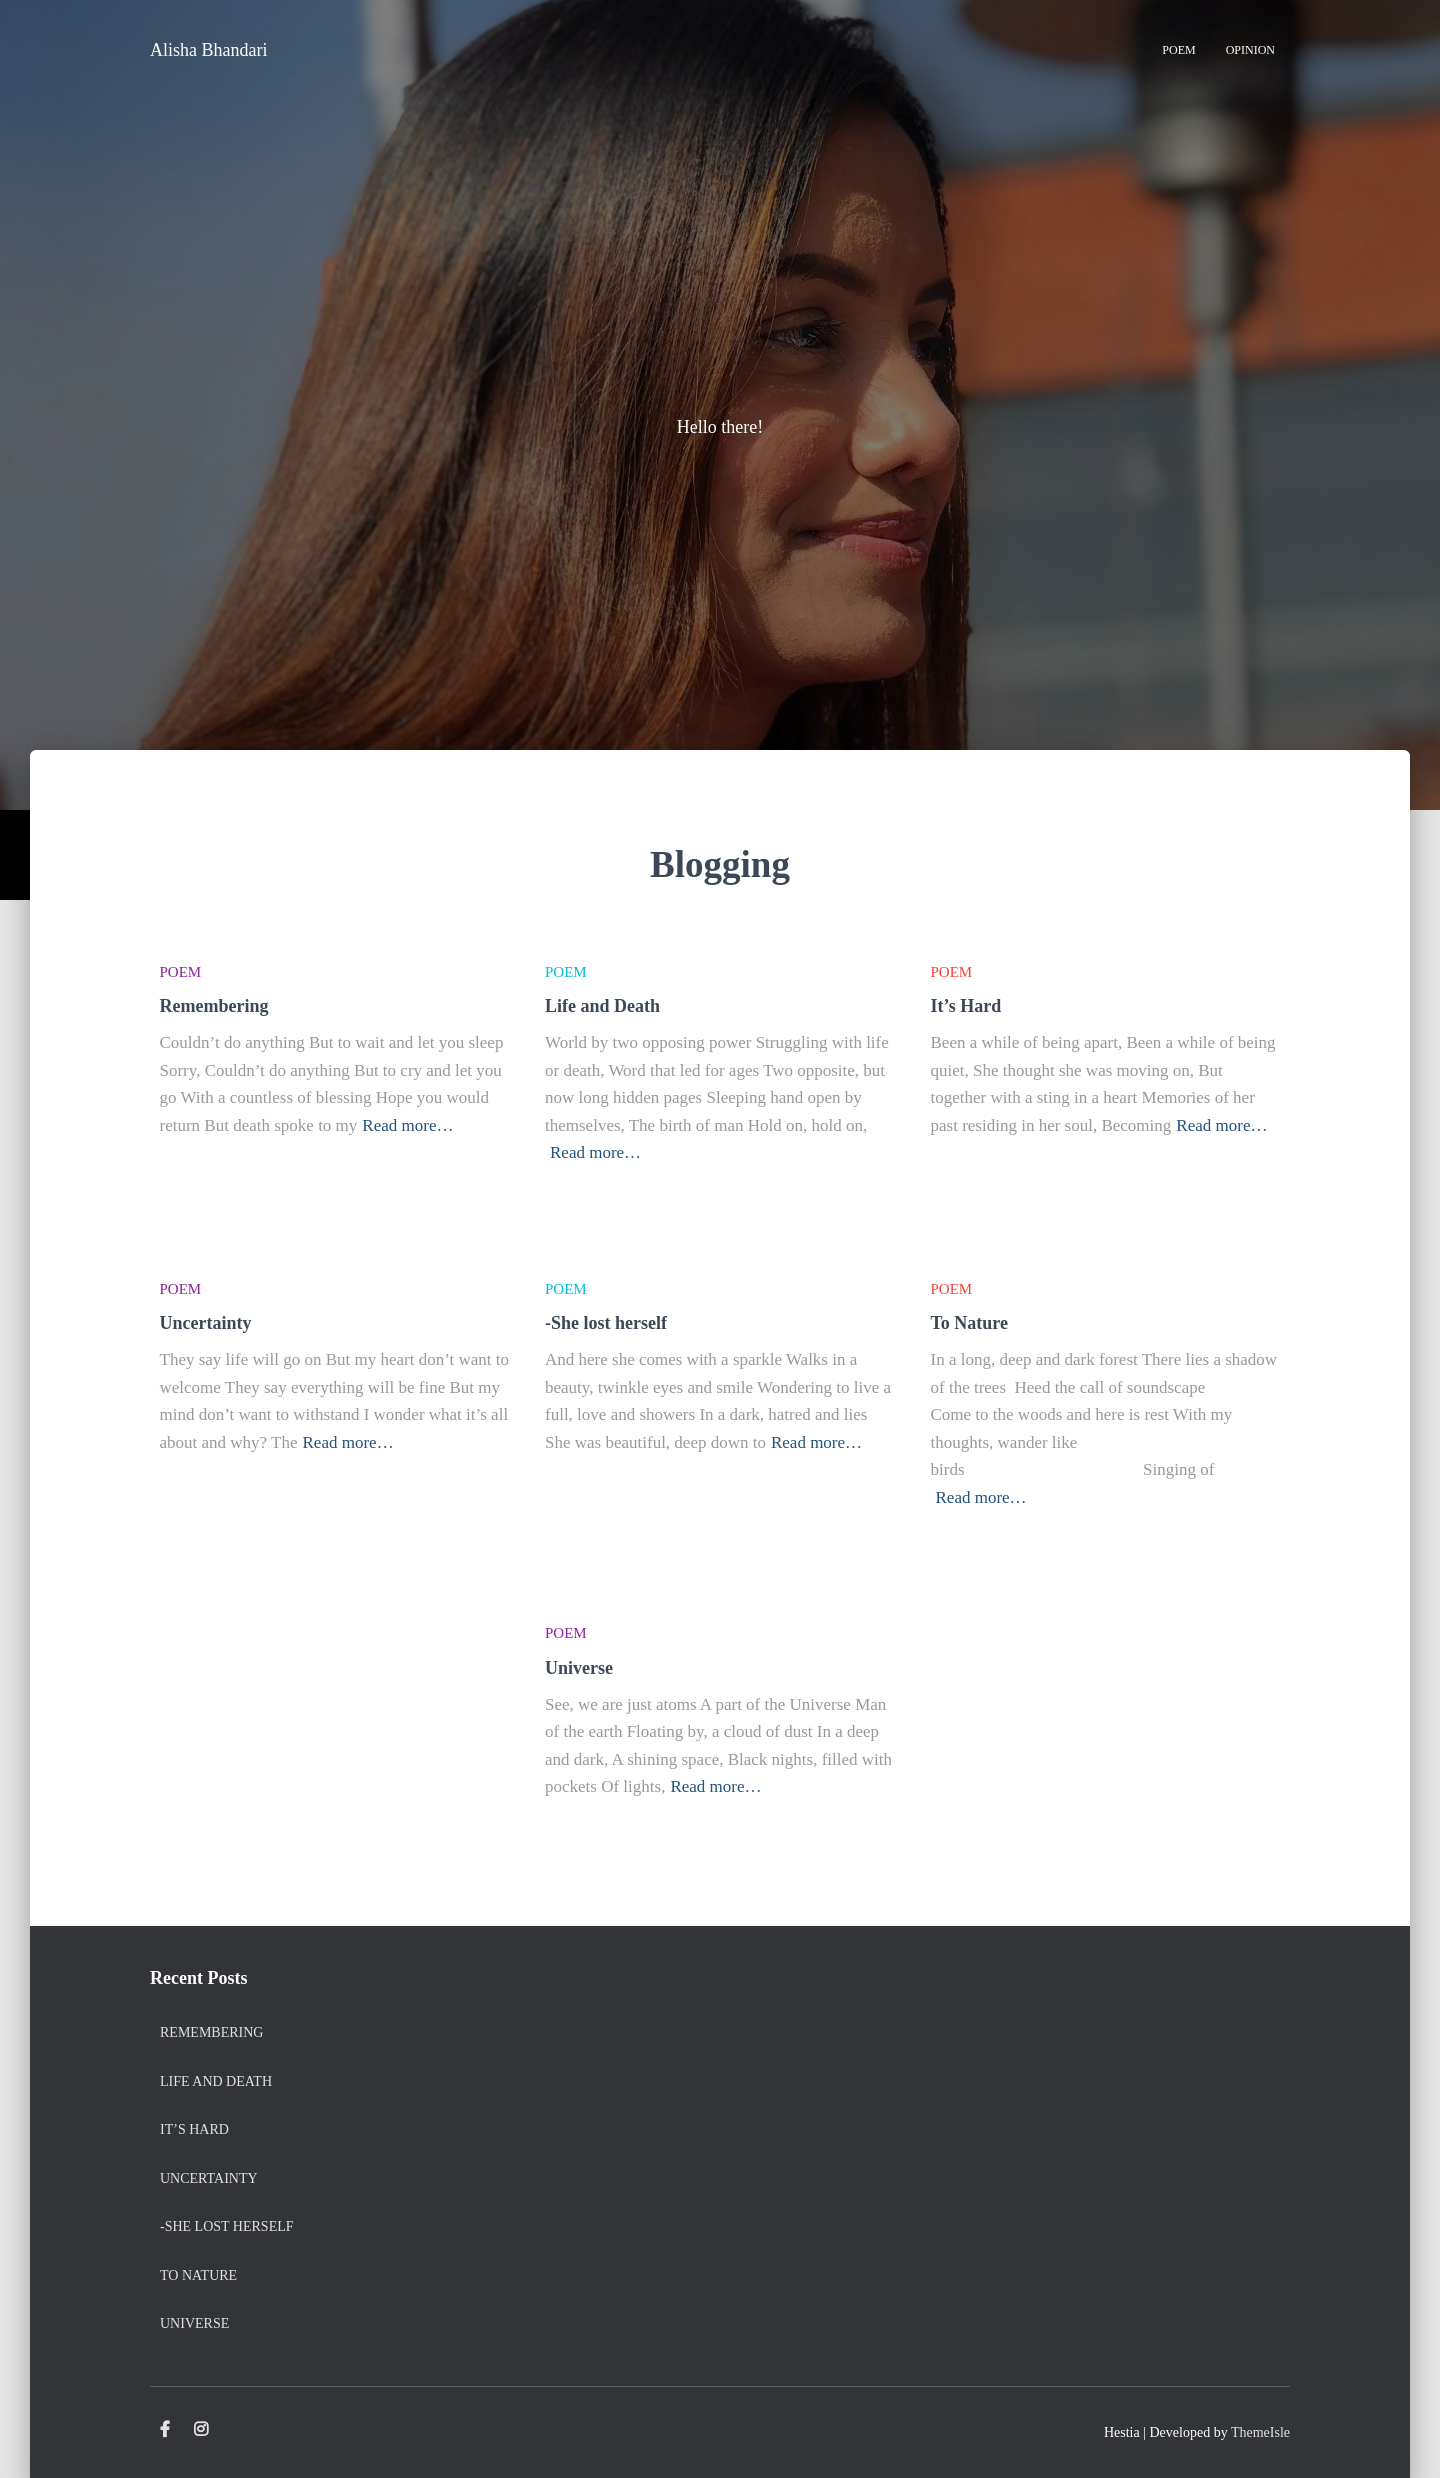 Alisha Bhandari
POEM OPINION
Hello there!
Blogging
POEM
Remembering
Couldn’t do anything But to wait and let you sleep
Sorry, Couldn’t do anything But to cry and let you
go With a countless of blessing Hope you would
return But death spoke to my Read more…
POEM
Life and Death
World by two opposing power Struggling with life
or death, Word that led for ages Two opposite, but
now long hidden pages Sleeping hand open by
themselves, The birth of man Hold on, hold on,
Read more…
POEM
It’s Hard
Been a while of being apart, Been a while of being
quiet, She thought she was moving on, But
together with a sting in a heart Memories of her
past residing in her soul, Becoming Read more…
POEM
Uncertainty
They say life will go on But my heart don’t want to
welcome They say everything will be fine But my
mind don’t want to withstand I wonder what it’s all
about and why? The Read more…
POEM
-She lost herself
And here she comes with a sparkle Walks in a
beauty, twinkle eyes and smile Wondering to live a
full, love and showers In a dark, hatred and lies
She was beautiful, deep down to Read more…
POEM
To Nature
In a long, deep and dark forest There lies a shadow
of the trees  Heed the call of soundscape
Come to the woods and here is rest With my
thoughts, wander like
birds Singing of
Read more…
POEM
Universe
See, we are just atoms A part of the Universe Man
of the earth Floating by, a cloud of dust In a deep
and dark, A shining space, Black nights, filled with
pockets Of lights, Read more…
Recent Posts
REMEMBERING
LIFE AND DEATH
IT’S HARD
UNCERTAINTY
-SHE LOST HERSELF
TO NATURE
UNIVERSE
Hestia | Developed by ThemeIsle